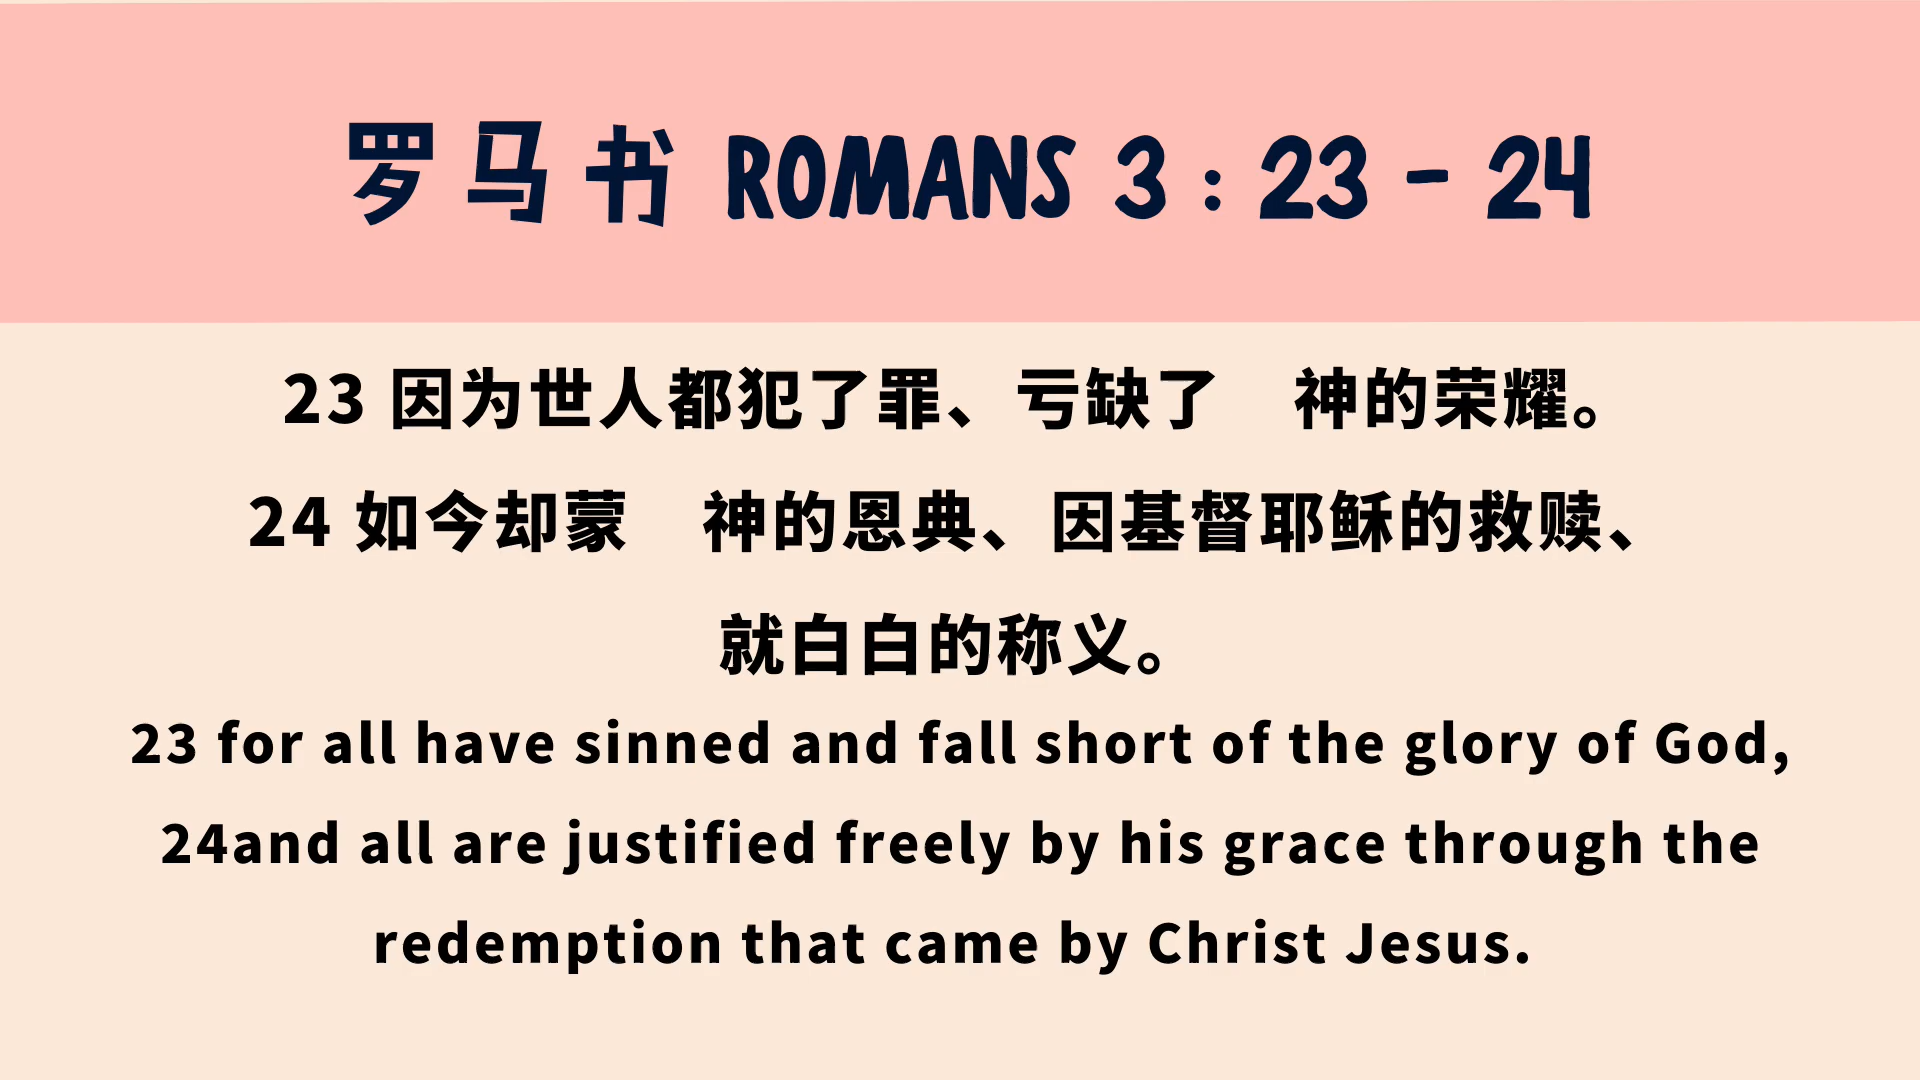 罗马书 ROMANS 3 : 23 - 24
23 因为世人都犯了罪、亏缺了　神的荣耀。
24 如今却蒙　神的恩典、因基督耶稣的救赎、
就白白的称义。
23 for all have sinned and fall short of the glory of God,
24and all are justified freely by his grace through the
redemption that came by Christ Jesus.